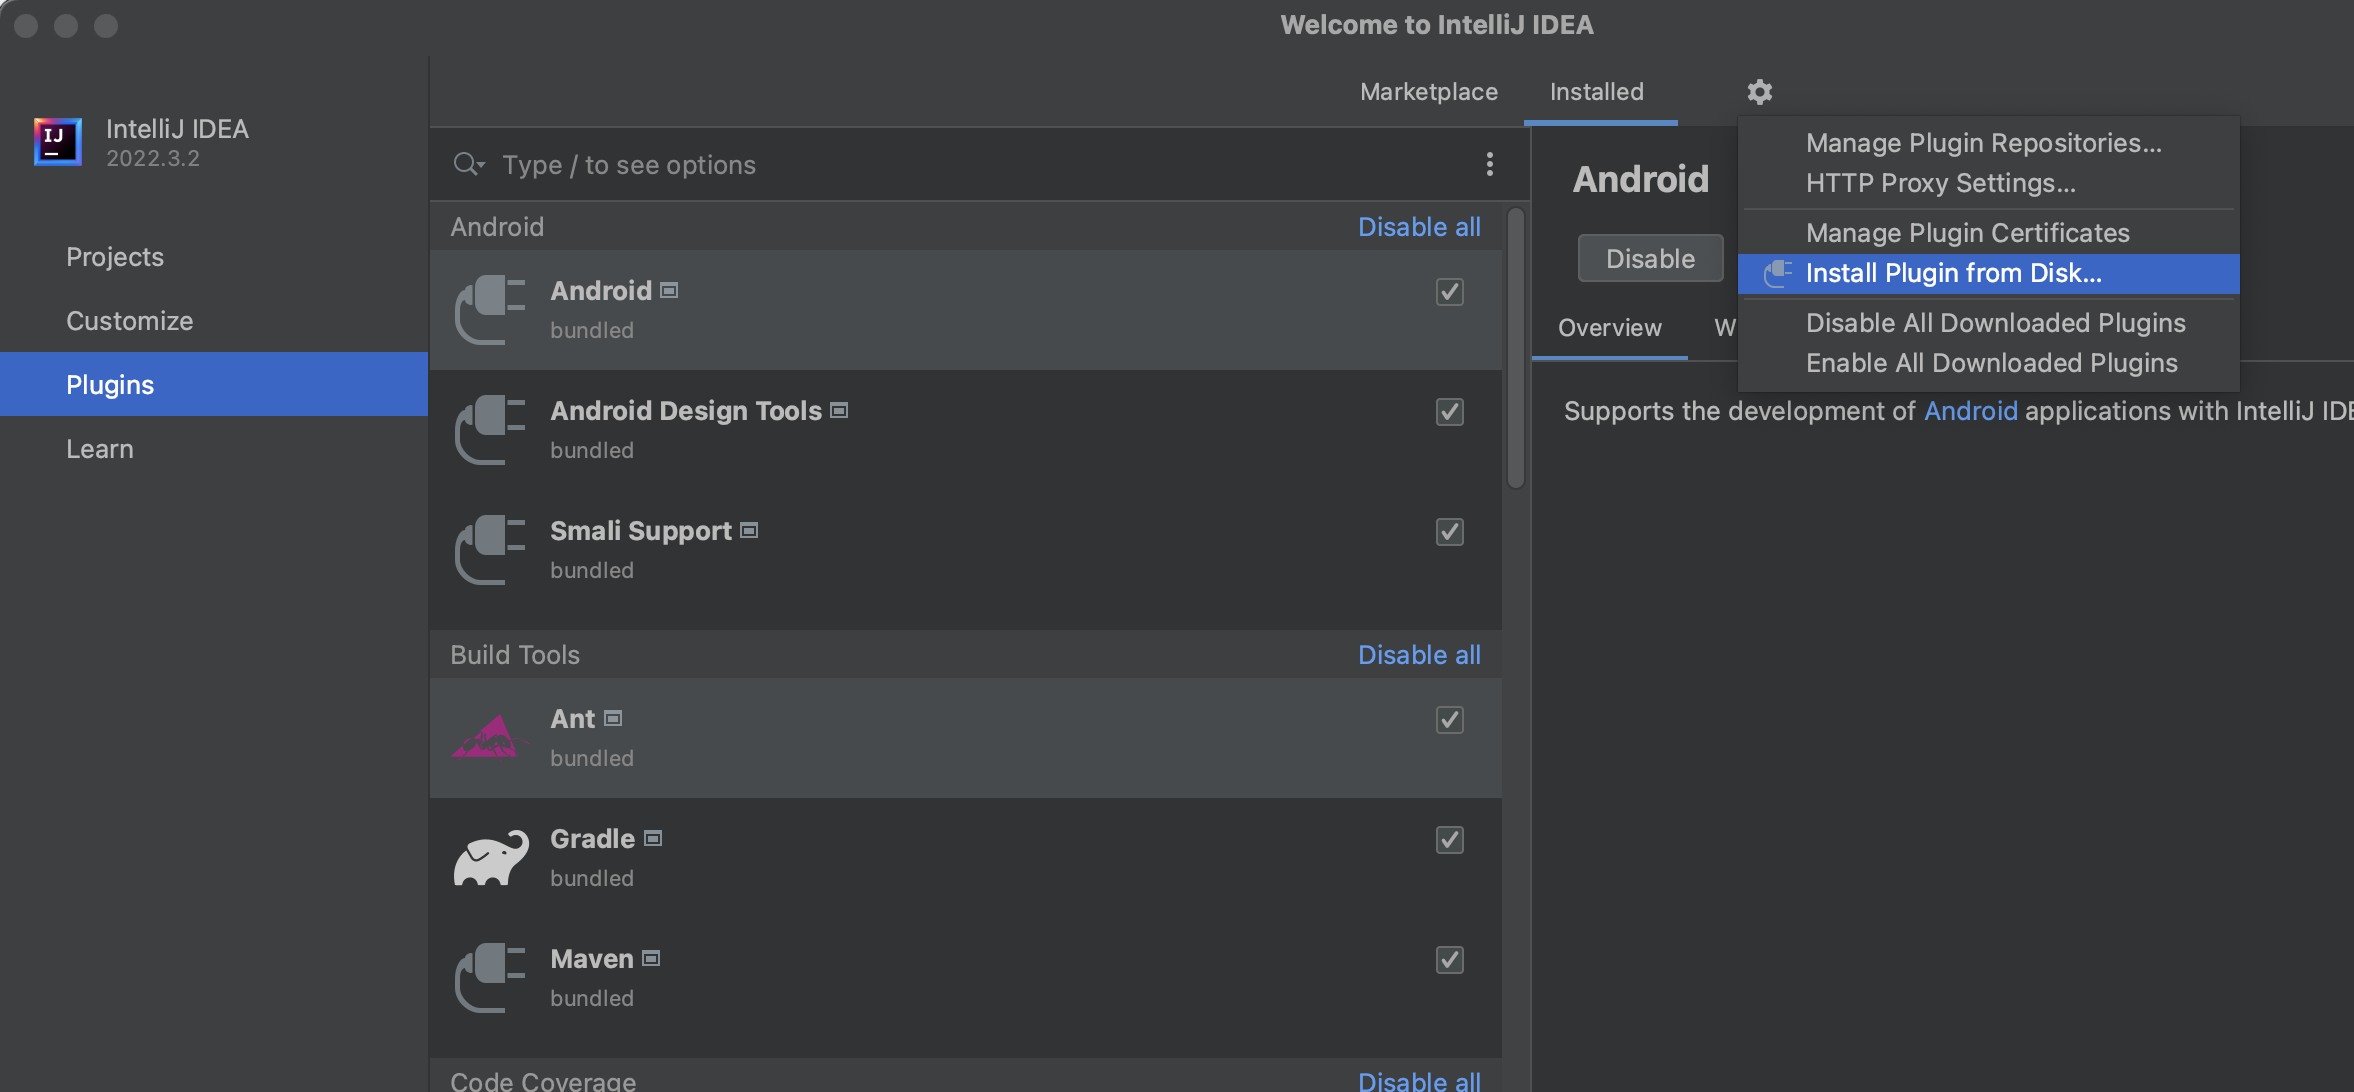 Welcome to IntelliJ IDEA
IJ
IntelliJ IDEA
2022.3.2
Projects
Customize
Plugins
Learn
Marketplace
Installed
Type / to see options
Android
Disable all
Android
bundled
Android Design Tools
bundled
Smali Support
bundled
Build Tools
Disable all
Ant
bundled
Gradle
bundled
Maven
bundled
Code Coverage
Disable all
Android
Disable
Overview
W
Supports the development of Android applications with IntelliJ IDE
Manage Plugin Repositories...
HTTP Proxy Settings...
Manage Plugin Certificates
Install Plugin from Disk...
Disable All Downloaded Plugins
Enable All Downloaded Plugins